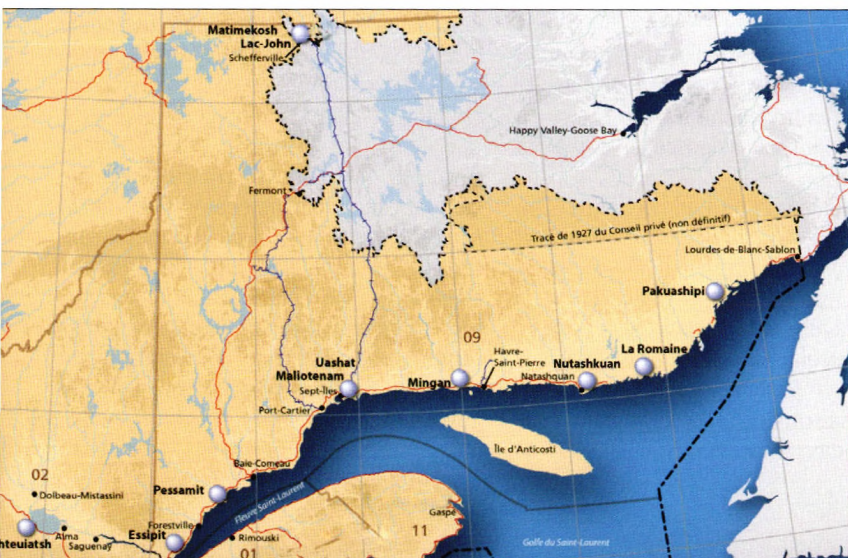 Matimekosh
Lac-John
Schefferville
Happy Valley-Goose Bay
Fermont
Tracé de 1927 du Conseil privé (non définitif)
Lourdes-de-Blanc-Sablon
Pakuashipi
09
Havre-
Saint-Pierre
La Romaine
Uashat
Maliotenam
Nutashkuan
Mingan
Natashquan
Sept-Îles
Port-Cartier
Île d'Anticosti
Baie-Comeau
02
Dolbeau-Mistassini
Pessamit
Fleuve Saint-Laurent
Gaspé
Forestville
Essipit
Rimouski
11
hteuiatsh
Alma
Saguenay
01
Golfe du Saint-Laurent